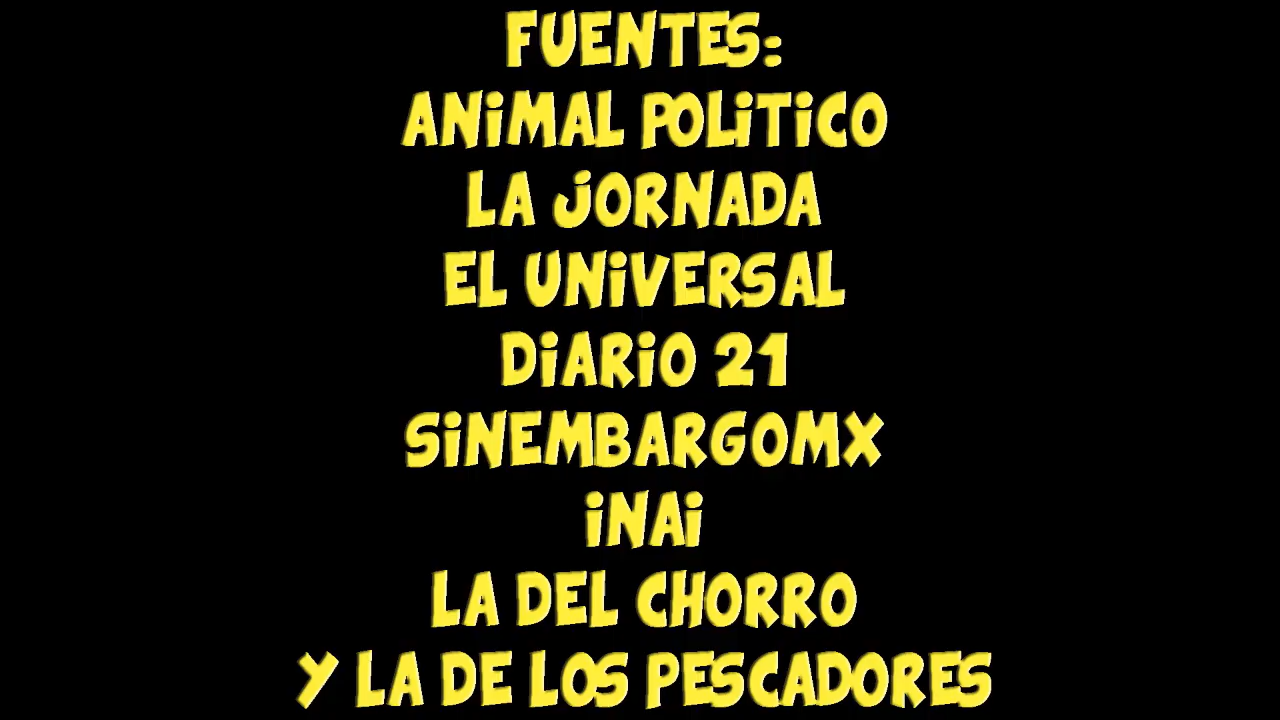 FUENTES:
ANiMAL POLiTiCO
LA JORNADA
EL UNiVERSAL
DiARiO 21
SiNEMBARGOMX
iNAi
LA DEL CHORRO
Y LA DE LOS PESCADORES